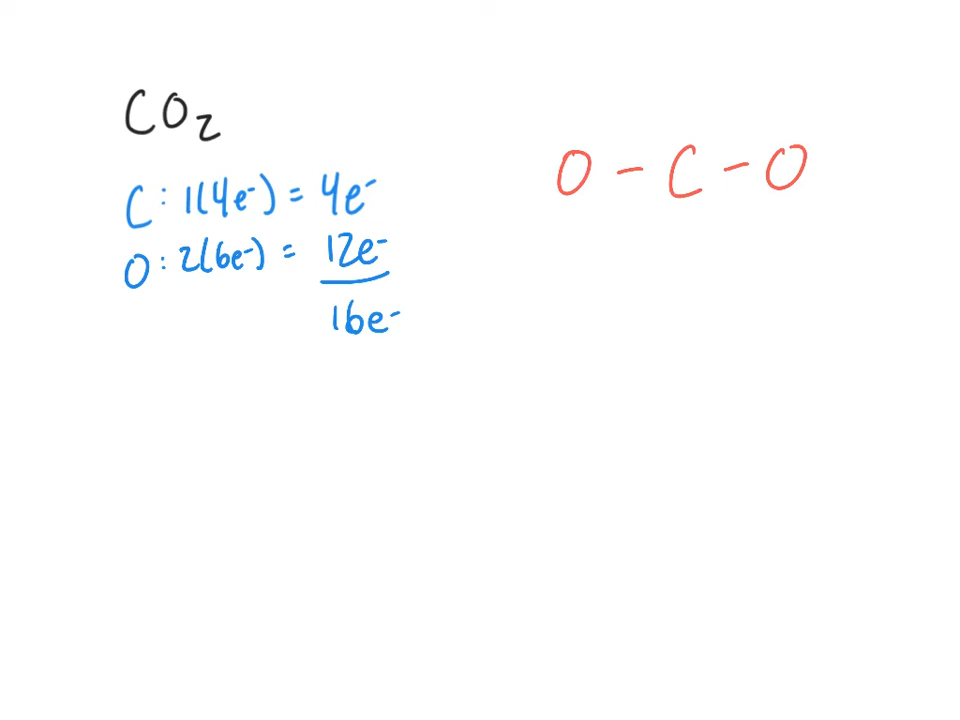 CO₂
O - C - O
C: 1(4e⁻) = 4e⁻
O: 2(6e⁻) = 12e⁻
16e⁻